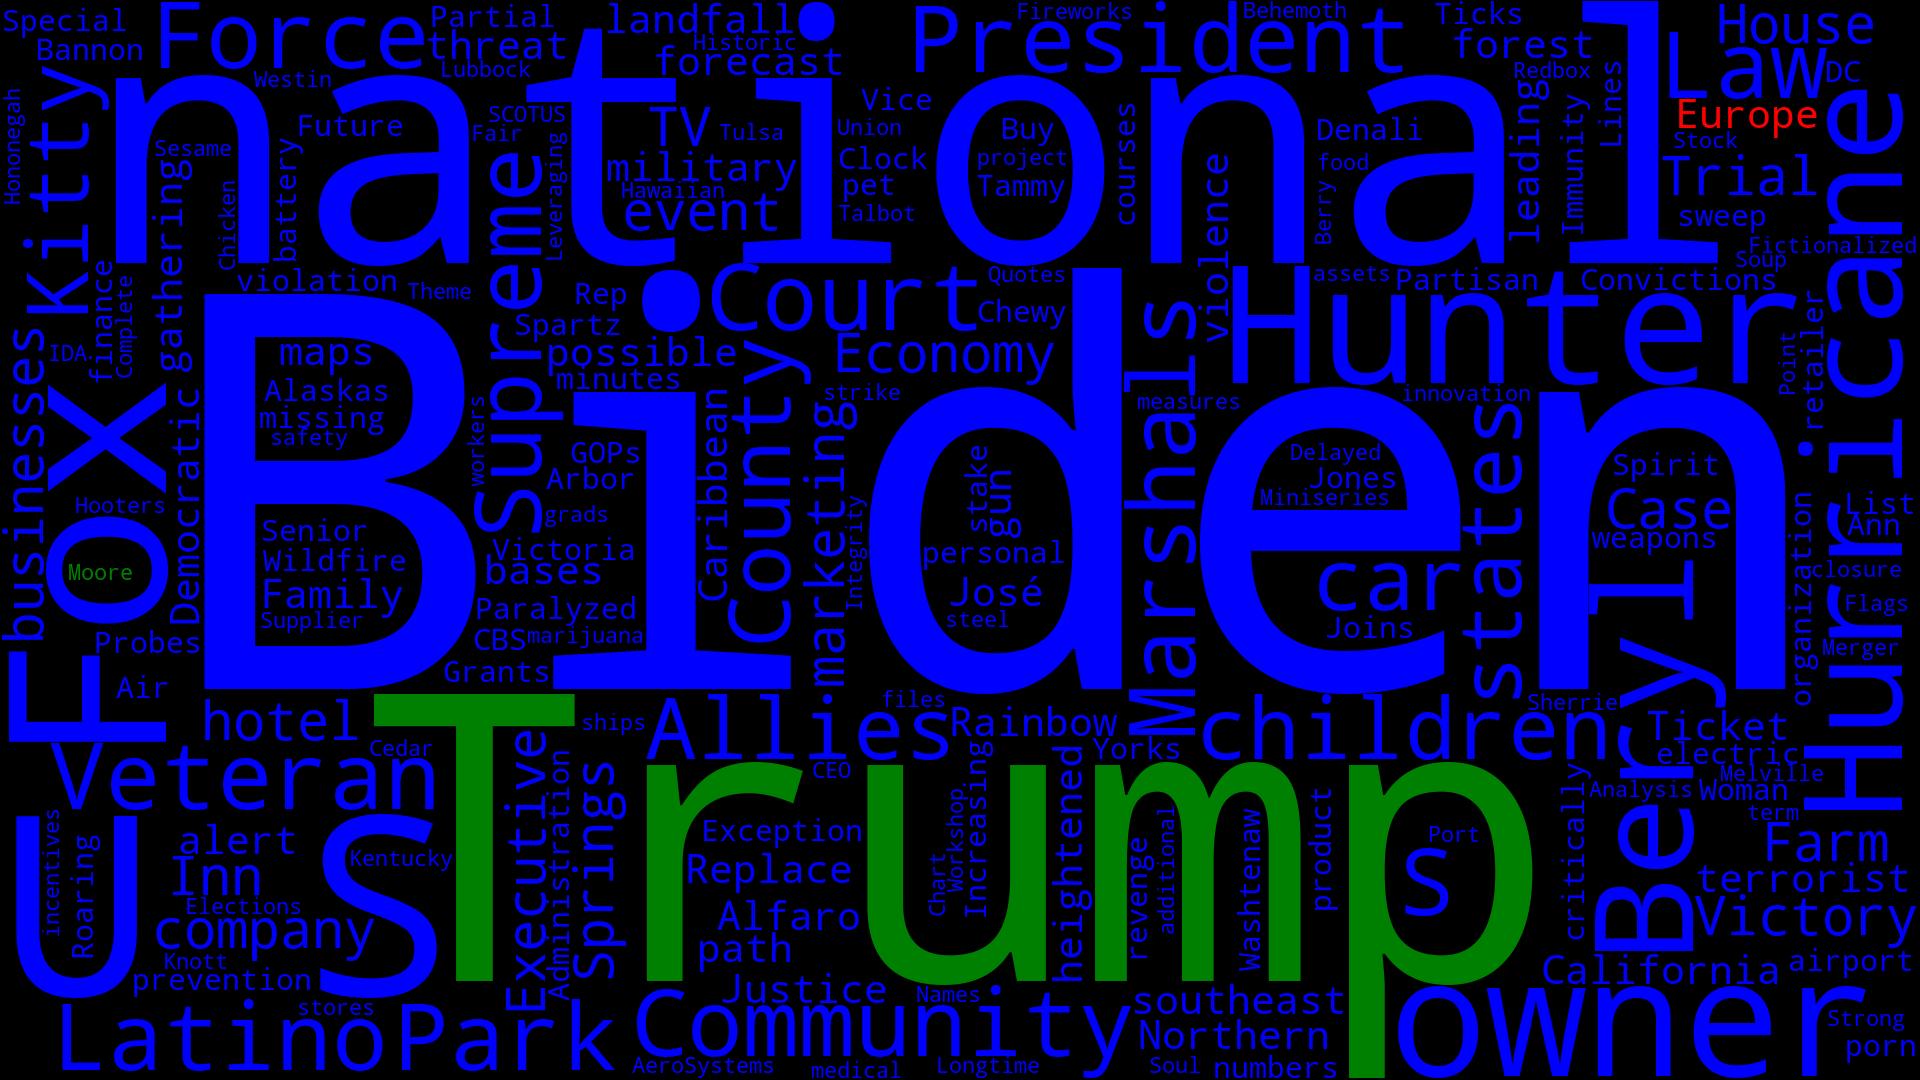 Special
Bannon
Force
Partial
threat
landfall
Historic
forecast
President
Fireworks
Behemoth
Ticks
forest
Law
House
DC
Westin
Lubbock
Redbox
Europe
national
Kitty
Hononegah
Future
SCOTUS
Fair
TV
Tulsa
Vice
Union
Buy
project
Tammy
courses
Denali
food
Berry
leading
Immunity
Lines
Stock
Trial
sweep
Fictionalized
Soup
Hurricane
Sesame
gathering
Chicken
battery
Supreme
Leveraging
military
Hawaiian
event
Clock
pet
Talbot
violence
violation
Theme
Rep
Spartz
possible
minutes
Court
Quotes
Chewy
Economy
Hunter
assets
Partisan
Convictions
IDA
finance
Complete
businesses
Fox
Moore
Hooters
Democratic
Biden
maps
Alaskas
missing
safety
Senior
Wildfire
Family
Supplier
workers
GOPs
Arbor
grads
Victoria
bases
Paralyzed
CBS
marijuana
Grants
Caribbean
County
strike
marketing
Integrity
stake
gun
personal
José
steel
Marshals
measures
innovation
Delayed
Jones
Miniseries
car
Joins
states
Spirit
Case
weapons
Point
retailer
organization
List
Ann
closure
Flags
Merger
Probes
Air
hotel
ships
Allies
files
Rainbow
Yorks
children
Sherrie
Beryl
Ticket
electric
Melville
Analysis
Woman
term
Veteran
Cedar
Trump
Executive
Administration
Springs
CEO
Exception
Replace
Alfaro
path
Chart
Workshop
Increasing
heightened
revenge
additional
Washtenaw
product
Port
s
critically
Farm
terrorist
Victory
U
S
incentives
Roaring
alert
Inn
Elections
company
Knott
prevention
Kentucky
stores
California
airport
Latino
Park
Justice
Names
Community
southeast
Northern
numbers
owner
Strong
porn
AeroSystems
medical
Longtime
Soul